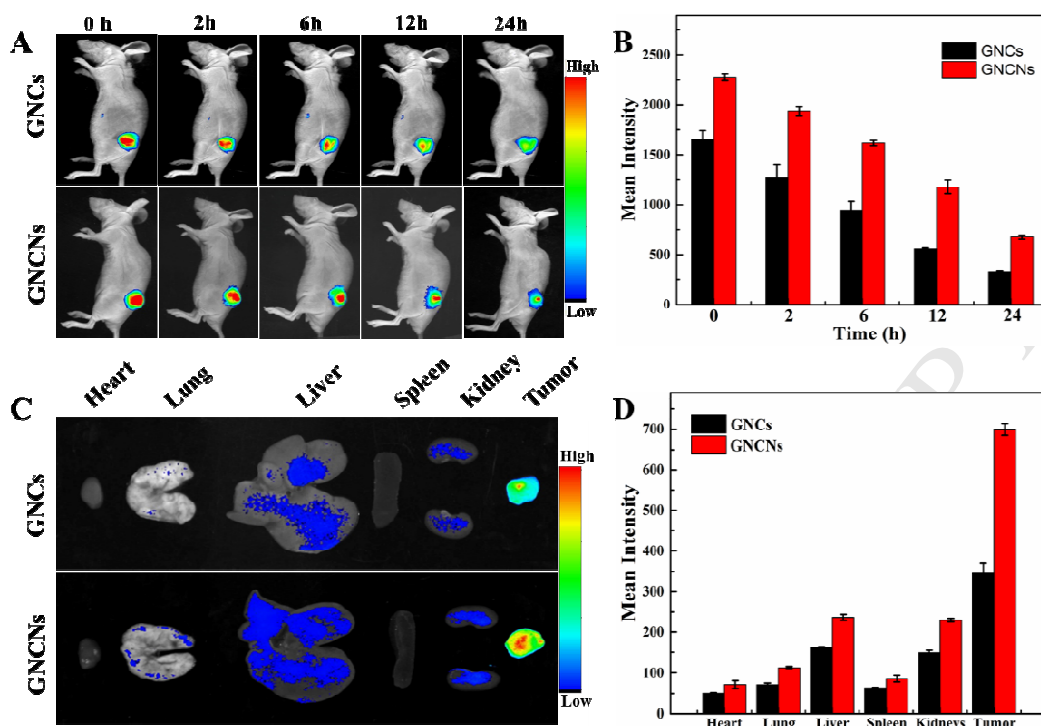 0 h 2h 6h 12h 24h
A
GNCs
GNCNs
High
Low
B
GNCs
GNCNs
Mean Intensity
2500
2000
1500
1000
500
0
0 2 6 12 24
Time (h)
C
Heart Lung Liver Spleen Kidney Tumor
GNCs
GNCNs
High
Low
D
GNCs
GNCNs
Mean Intensity
700
600
500
400
300
200
100
0
Heart Lung Liver Spleen Kidneys Tumor